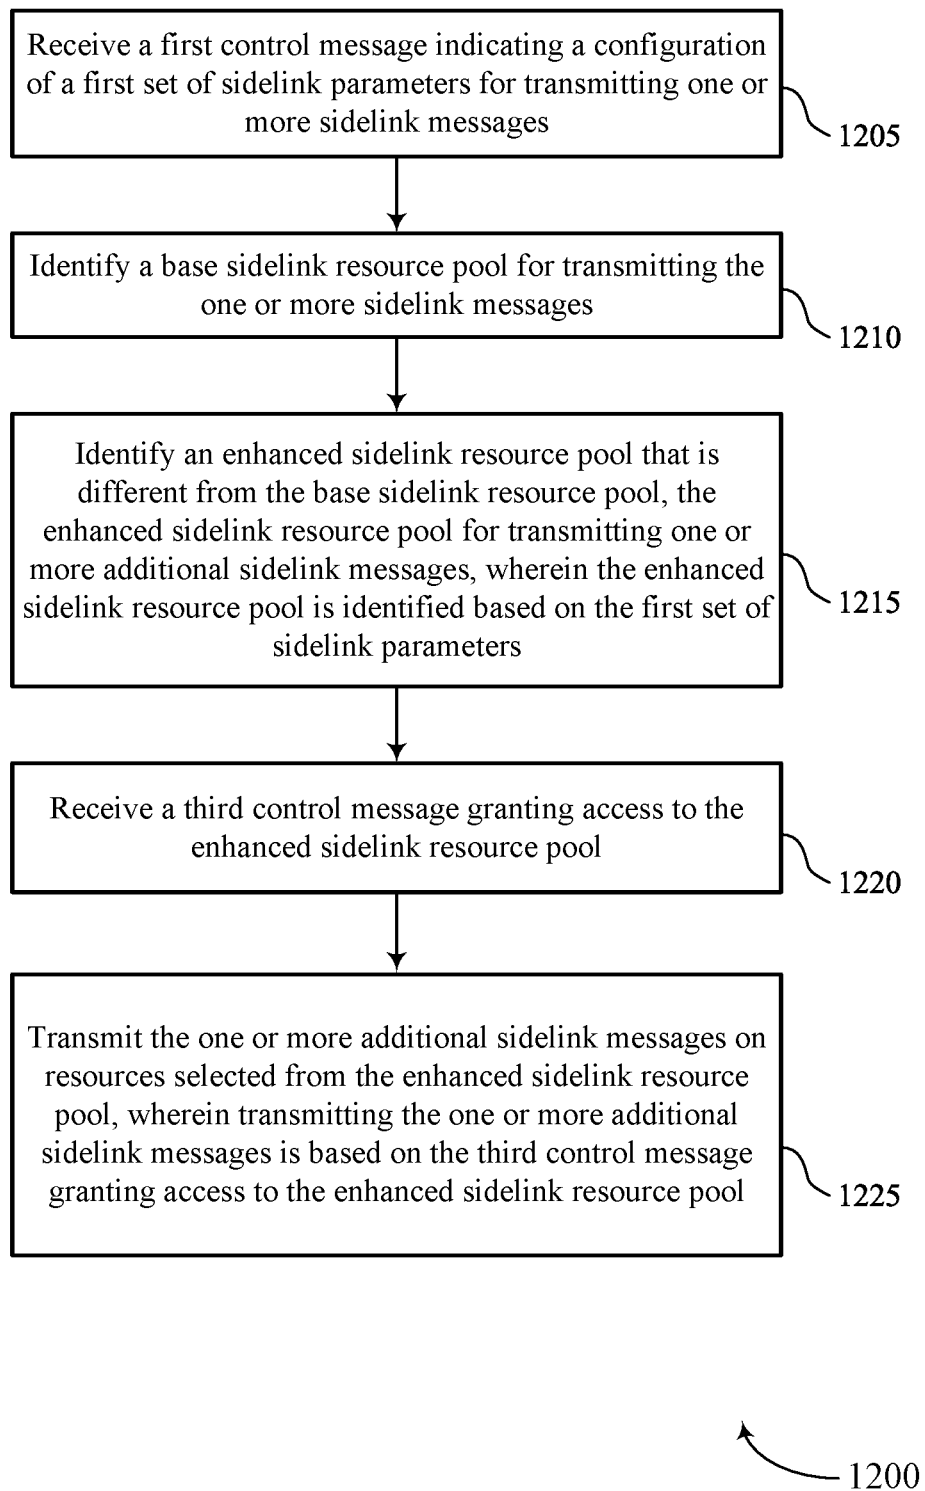 Receive a first control message indicating a configuration
of a first set of sidelink parameters for transmitting one or
more sidelink messages
1205
Identify a base sidelink resource pool for transmitting the
one or more sidelink messages
1210
Identify an enhanced sidelink resource pool that is
different from the base sidelink resource pool, the
enhanced sidelink resource pool for transmitting one or
more additional sidelink messages, wherein the enhanced
sidelink resource pool is identified based on the first set of
sidelink parameters
1215
Receive a third control message granting access to the
enhanced sidelink resource pool
1220
Transmit the one or more additional sidelink messages on
resources selected from the enhanced sidelink resource
pool, wherein transmitting the one or more additional
sidelink messages is based on the third control message
granting access to the enhanced sidelink resource pool
1225
1200